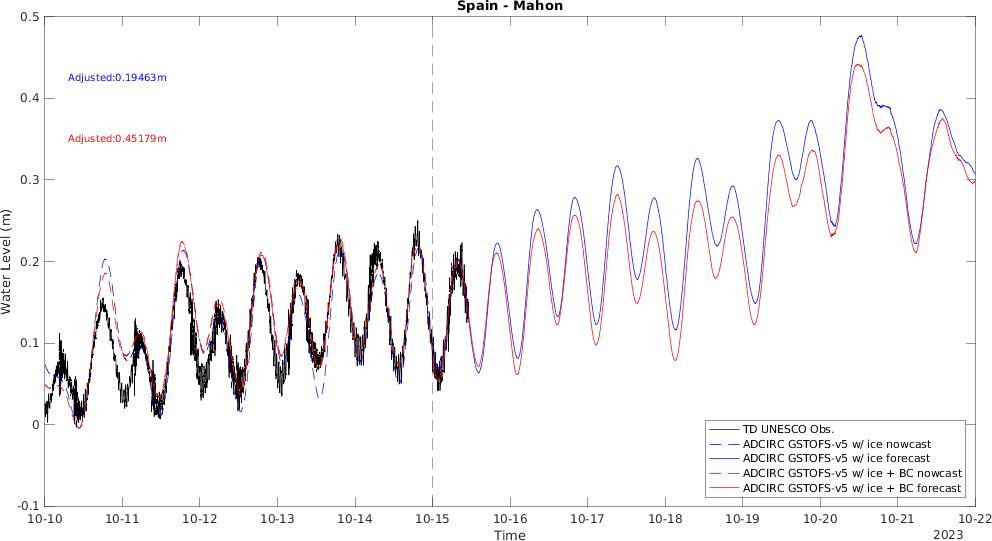 Spain - Mahon
0.5
0.4
0.3
0.2
0.1
0
-0.1
Water Level (m)
Adjusted:0.19463m
Adjusted:0.45179m
TD UNESCO Obs.
ADCIRC GSTOFS-v5 w/ ice nowcast
ADCIRC GSTOFS-v5 w/ ice forecast
ADCIRC GSTOFS-v5 w/ ice + BC nowcast
ADCIRC GSTOFS-v5 w/ ice + BC forecast
10-10 10-11 10-12 10-13 10-14 10-15 10-16 10-17 10-18 10-19 10-20 10-21 10-22
Time
2023